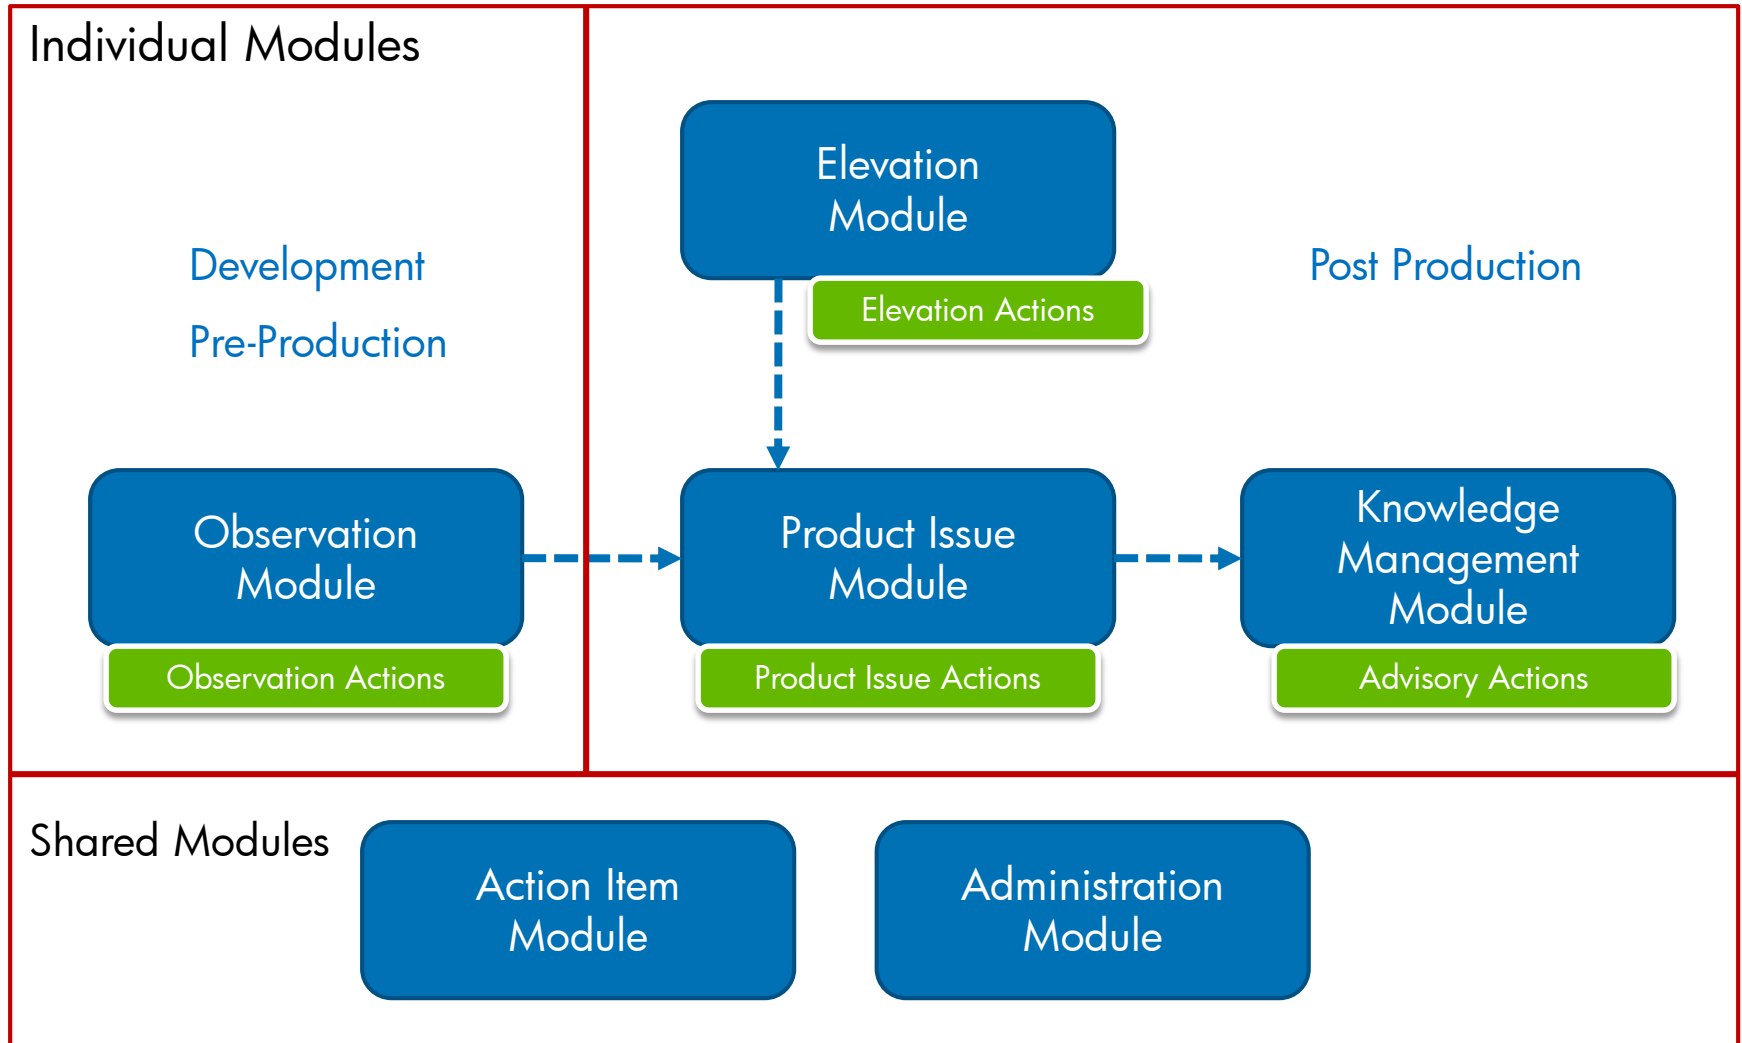 Individual Modules
Development
Pre-Production
Elevation
Module
Elevation Actions
Post Production
Observation
Module
Observation Actions
Product Issue
Module
Product Issue Actions
Knowledge
Management
Module
Advisory Actions
Shared Modules
Action Item
Module
Administration
Module